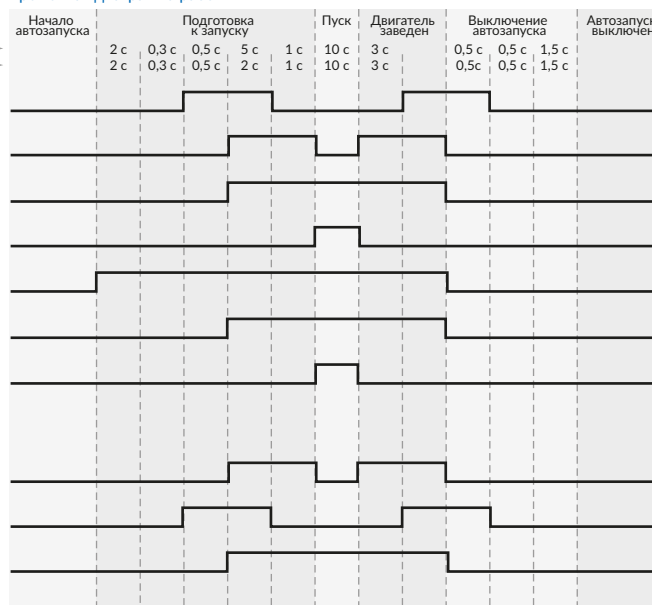 Начало автозапуска
Подготовка к запуску
Пуск
Двигатель заведен
Выключение автозапуска
Автозапуск выключен
2 с 0,3 с 0,5 с 5 с 1 с 10 с 3 с 0,5 с 0,5 с 1,5 с
2 с 0,3 с 0,5 с 2 с 1 с 10 с 3 с 0,5с 0,5 с 1,5 с